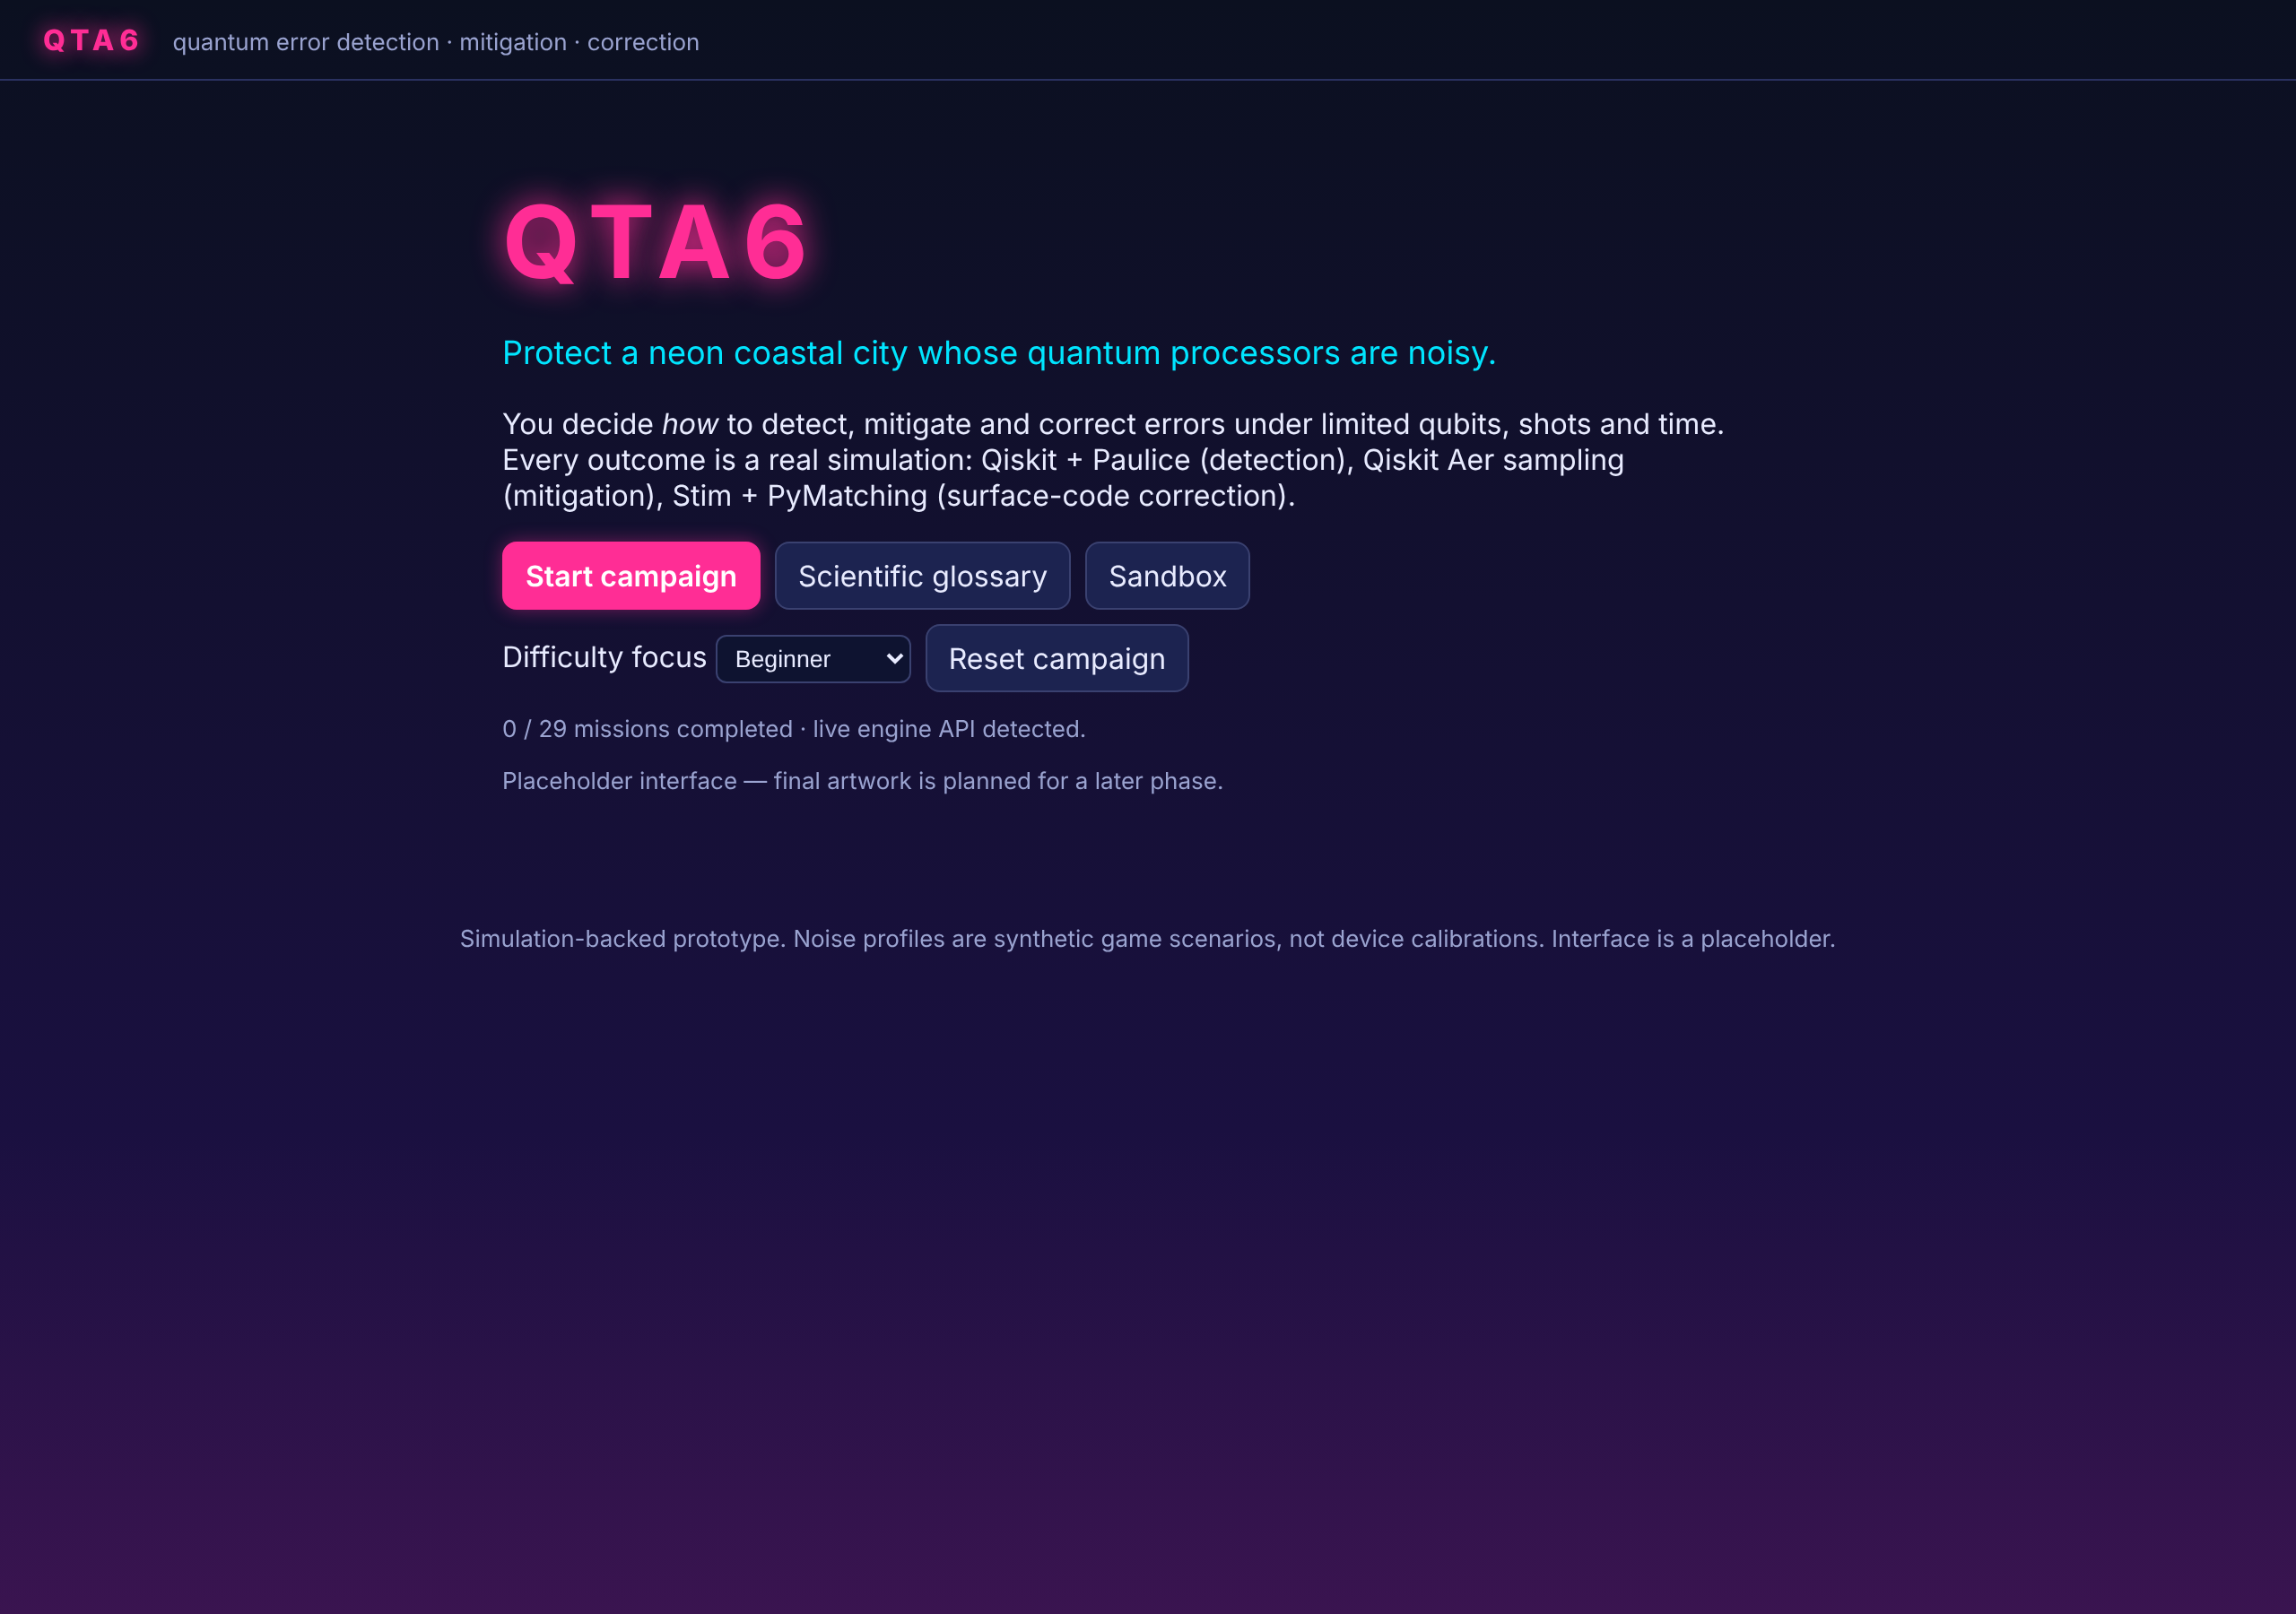 QTA6 quantum error detection · mitigation · correction
QTA6
Protect a neon coastal city whose quantum processors are noisy.
You decide how to detect, mitigate and correct errors under limited qubits, shots and time.
Every outcome is a real simulation: Qiskit + Paulice (detection), Qiskit Aer sampling
(mitigation), Stim + PyMatching (surface-code correction).
Start campaign Scientific glossary Sandbox
Difficulty focus Beginner Reset campaign
0 / 29 missions completed · live engine API detected.
Placeholder interface — final artwork is planned for a later phase.
Simulation-backed prototype. Noise profiles are synthetic game scenarios, not device calibrations. Interface is a placeholder.